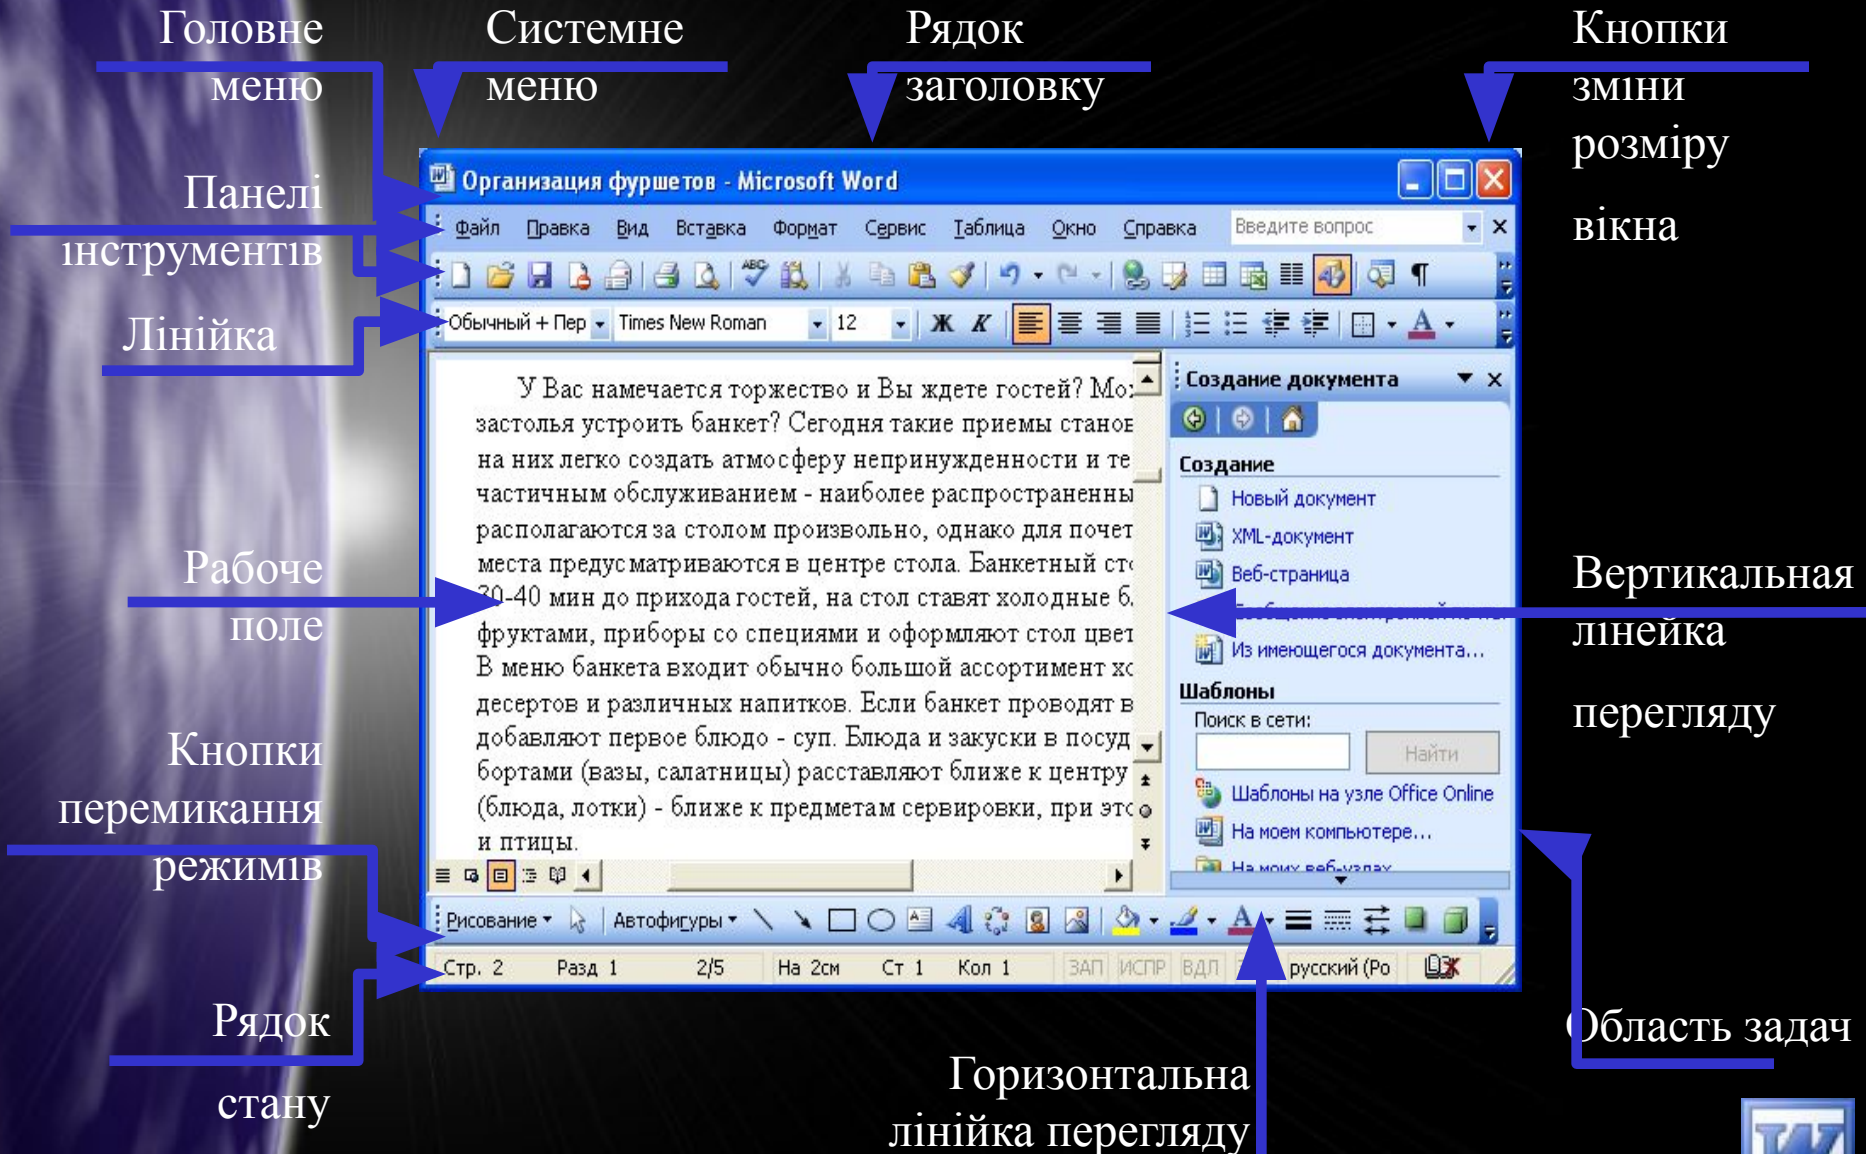 Головне
меню
Системне
меню
Рядок
заголовку
Кнопки
зміни
розміру
вікна
Панелі
інструментів
Лінійка
Рабоче
поле
Кнопки
перемикання
режимів
Рядок
стану
Организация фуршетов - Microsoft Word
Файл Правка Вид Вставка Формат Сервис Таблица Окно Справка Введите вопрос
Обычный + Пер Times New Roman 12 Ж К
У Вас намечается торжество и Вы ждете гостей?
застолья устроить банкет? Сегодня такие приемы станов
на них легко создать атмосферу непринужденности и те
частичным обслуживанием - наиболее распространенны
располагаются за столом произвольно, однако для почет
места предусматриваются в центре стола. Банкетный сто
30-40 мин до прихода гостей, на стол ставят холодные
фруктами, приборы со специями и оформляют стол цвет
В меню банкета входит обычно большой ассортимент хо
десертов и различных напитков. Если банкет проводят в
добавляют первое блюдо - суп. Блюда и закуски в посуд
бортами (вазы, салатницы) расставляют ближе к центру
(блюда, лотки) - ближе к предметам сервировки, при это
и птицы.
Создание документа
Создание
Новый документ
XML-документ
Веб-страница
Из имеющегося документа...
Шаблоны
Поиск в сети:
Найти
Шаблоны на узле Office Online
На моем компьютере...
На моих веб-узлах
Рисование Автофигуры
Стр. 2 Разд 1 2/5 На 2см Ст 1 Кол 1 ЗАП ИСПР ВДЛ русский (Ро
Вертикальная
лінейка
перегляду
Область задач
Горизонтальна
лінійка перегляду